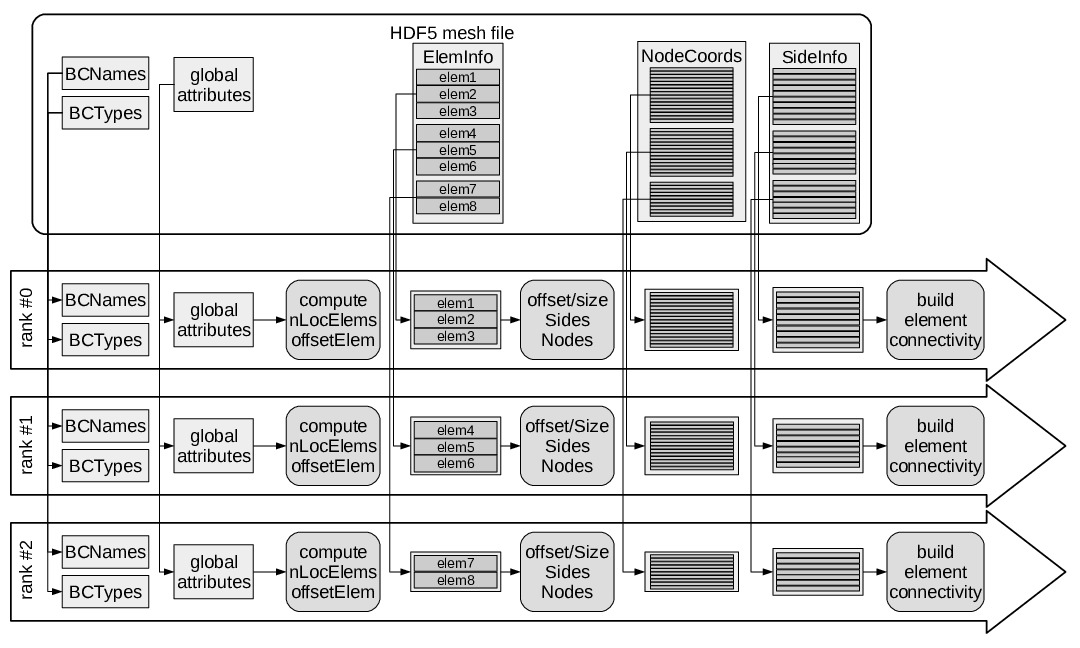 HDF5 mesh file
BCNames
BCTypes
global
attributes
ElemInfo
elem1
elem2
elem3
elem4
elem5
elem6
elem7
elem8
NodeCoords
SideInfo
rank #0
BCNames
BCTypes
global
attributes
compute
nLocElems
offsetElem
elem1
elem2
elem3
offset/size
Sides
Nodes
build
element
connectivity
rank #1
BCNames
BCTypes
global
attributes
compute
nLocElems
offsetElem
elem4
elem5
elem6
offset/Size
Sides
Nodes
build
element
connectivity
rank #2
BCNames
BCTypes
global
attributes
compute
nLocElems
offsetElem
elem7
elem8
offset/Size
Sides
Nodes
build
element
connectivity